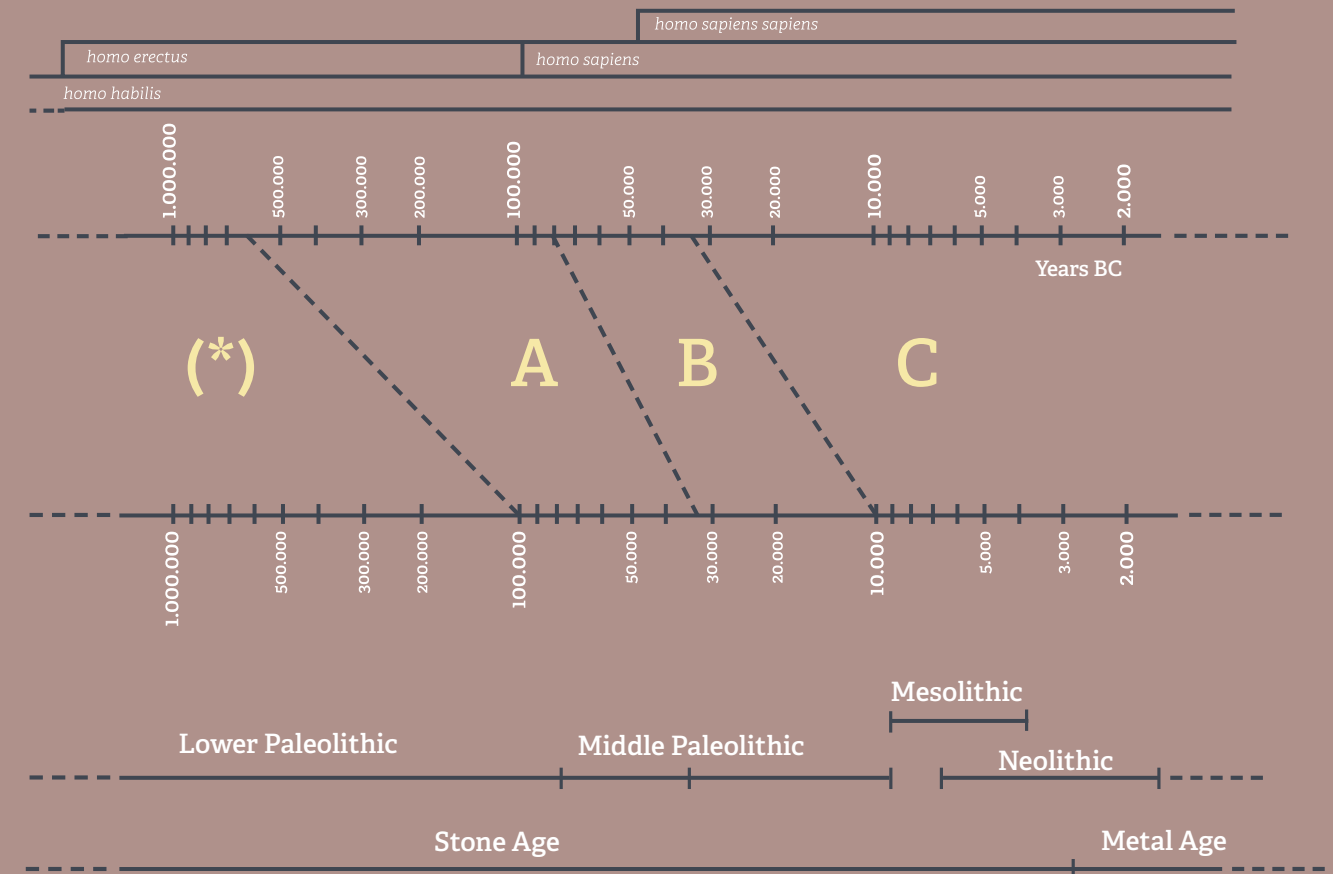 homo sapiens sapiens
homo erectus
homo sapiens
homo habilis
1.000.000
500.000
300.000
200.000
100.000
50.000
30.000
20.000
10.000
5.000
3.000
2.000
Years BC
(*)
A
B
C
1.000.000
500.000
300.000
200.000
100.000
50.000
30.000
20.000
10.000
5.000
3.000
2.000
Mesolithic
Lower Paleolithic
Middle Paleolithic
Neolithic
Stone Age
Metal Age